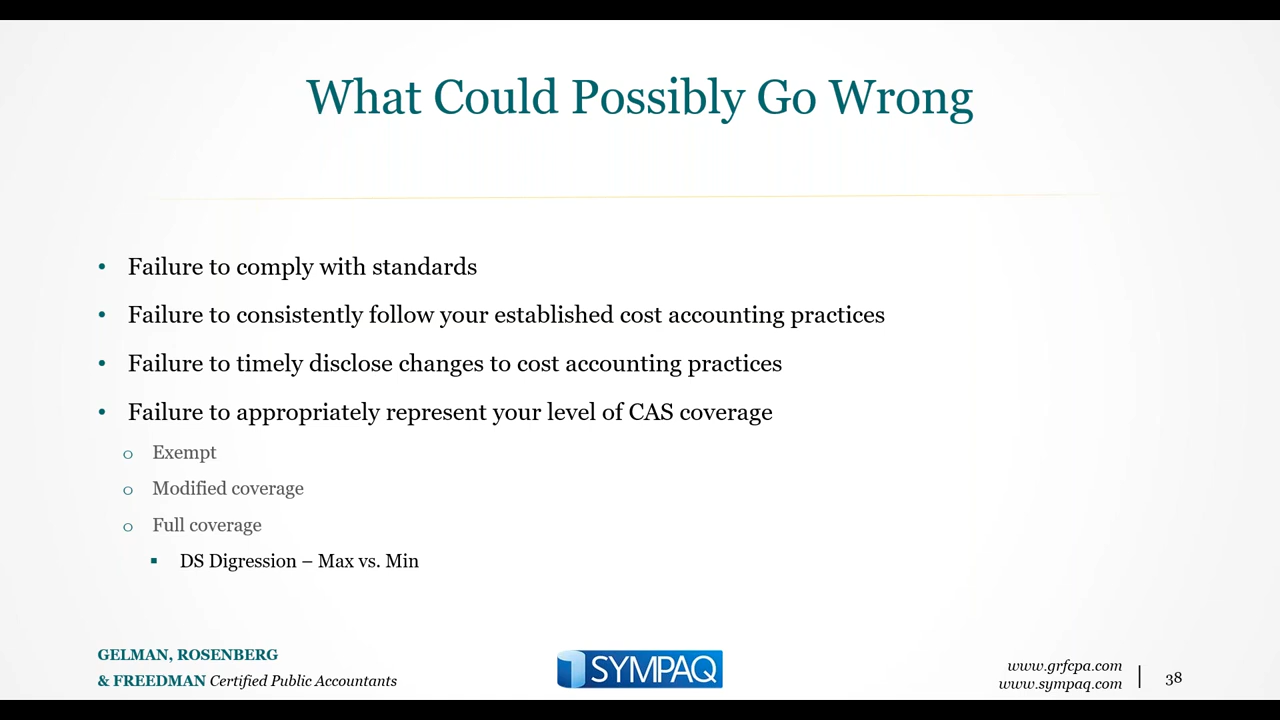 What Could Possibly Go Wrong
• Failure to comply with standards
• Failure to consistently follow your established cost accounting practices
• Failure to timely disclose changes to cost accounting practices
• Failure to appropriately represent your level of CAS coverage
o Exempt
o Modified coverage
o Full coverage
▪ DS Digression – Max vs. Min
GELMAN, ROSENBERG
& FREEDMAN Certified Public Accountants
SYMPAQ
www.grfcpa.com
www.sympaq.com
38